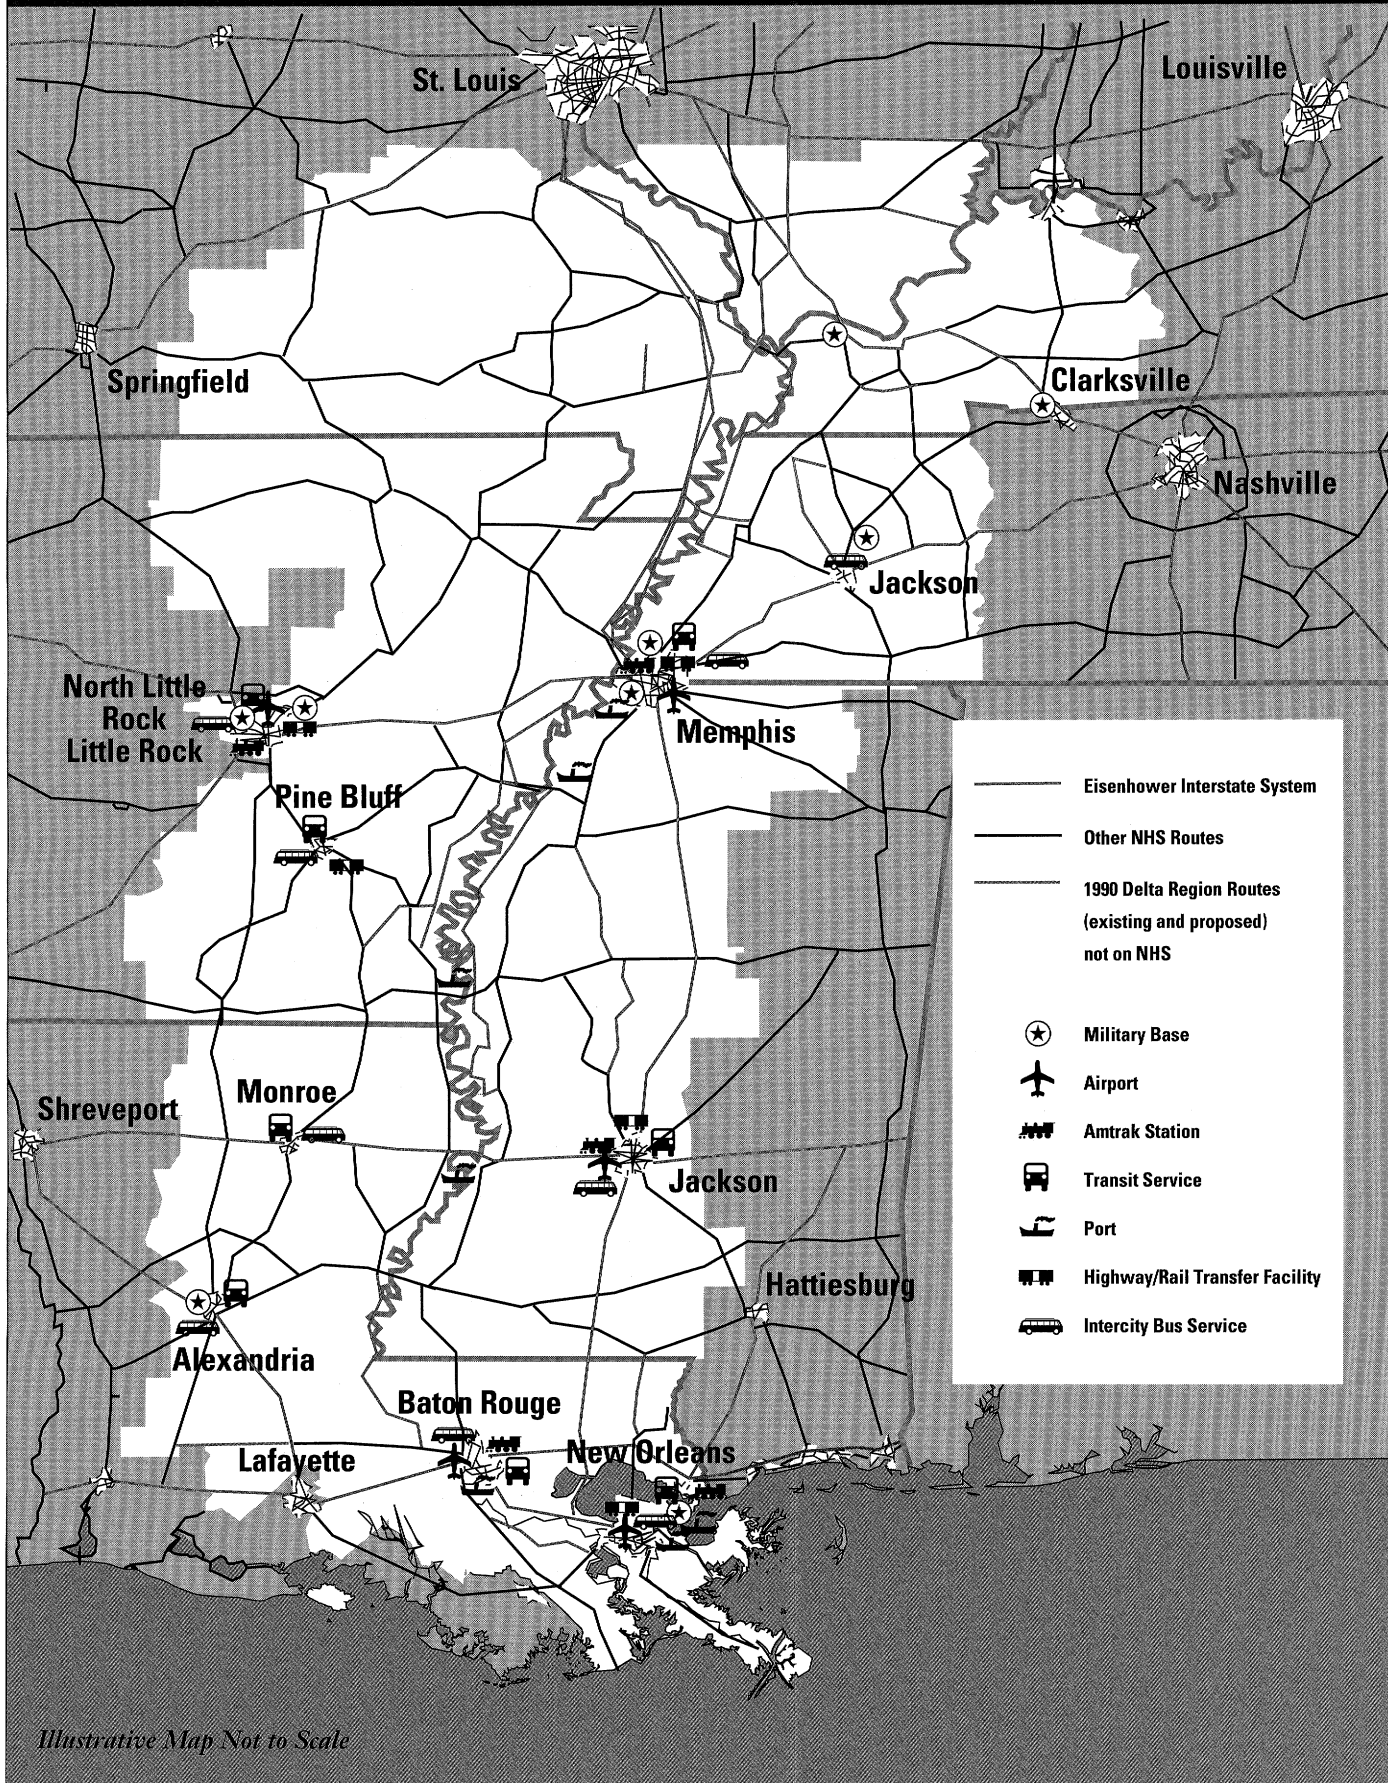 St. Louis
Louisville
Springfield
Clarksville
Nashville
Jackson
North Little
Rock
Little Rock
Memphis
Pine Bluff
Eisenhower Interstate System
Other NHS Routes
1990 Delta Region Routes
(existing and proposed)
not on NHS
Military Base
Airport
Amtrak Station
Transit Service
Port
Highway/Rail Transfer Facility
Intercity Bus Service
Monroe
Shreveport
Jackson
Hattiesburg
Alexandria
Baton Rouge
Lafayette
New Orleans
Illustrative Map Not to Scale